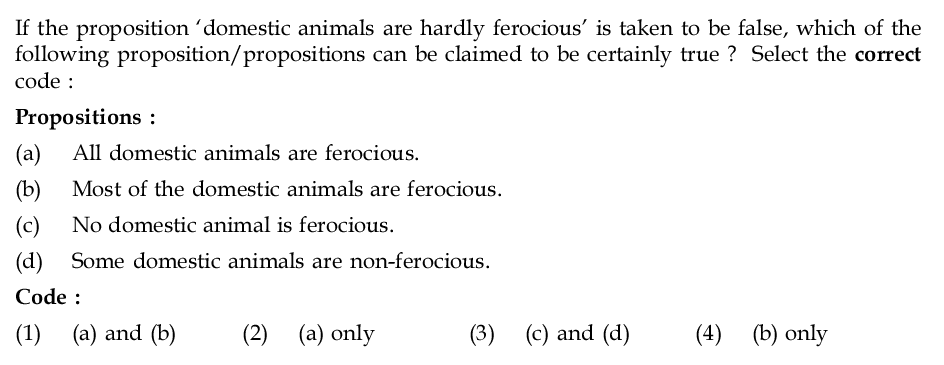 If the proposition ‘domestic animals are hardly ferocious’ is taken to be false, which of the
following proposition/propositions can be claimed to be certainly true ? Select the correct
code :
Propositions :
(a) All domestic animals are ferocious.
(b) Most of the domestic animals are ferocious.
(c) No domestic animal is ferocious.
(d) Some domestic animals are non-ferocious.
Code :
(1) (a) and (b) (2) (a) only (3) (c) and (d) (4) (b) only